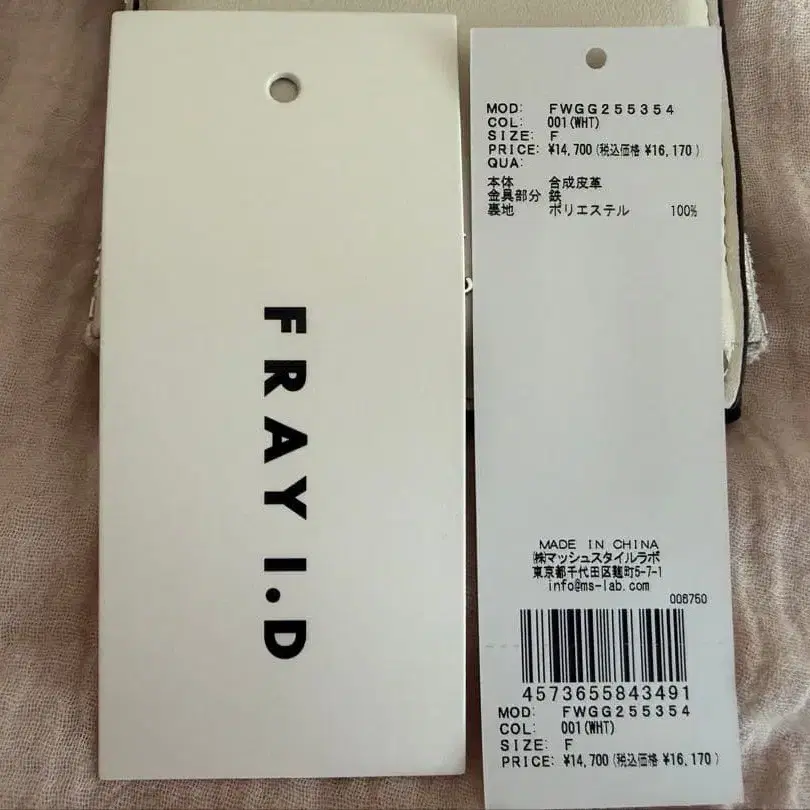 FRAY I.D
MOD: FWGG255354
COL: 001(WHT)
SIZE: F
PRICE: ¥14,700(税込価格 ¥16,170)
QUA:
本体 合成皮革
金具部分 鉄
裏地 ポリエステル 100%
MADE IN CHINA
㈱マッシュスタイルラボ
東京都千代田区麹町5-7-1
info@ms-lab.com
006750
4573655843491
MOD: FWGG255354
COL: 001(WHT)
SIZE: F
PRICE: ¥14,700(税込価格 ¥16,170)